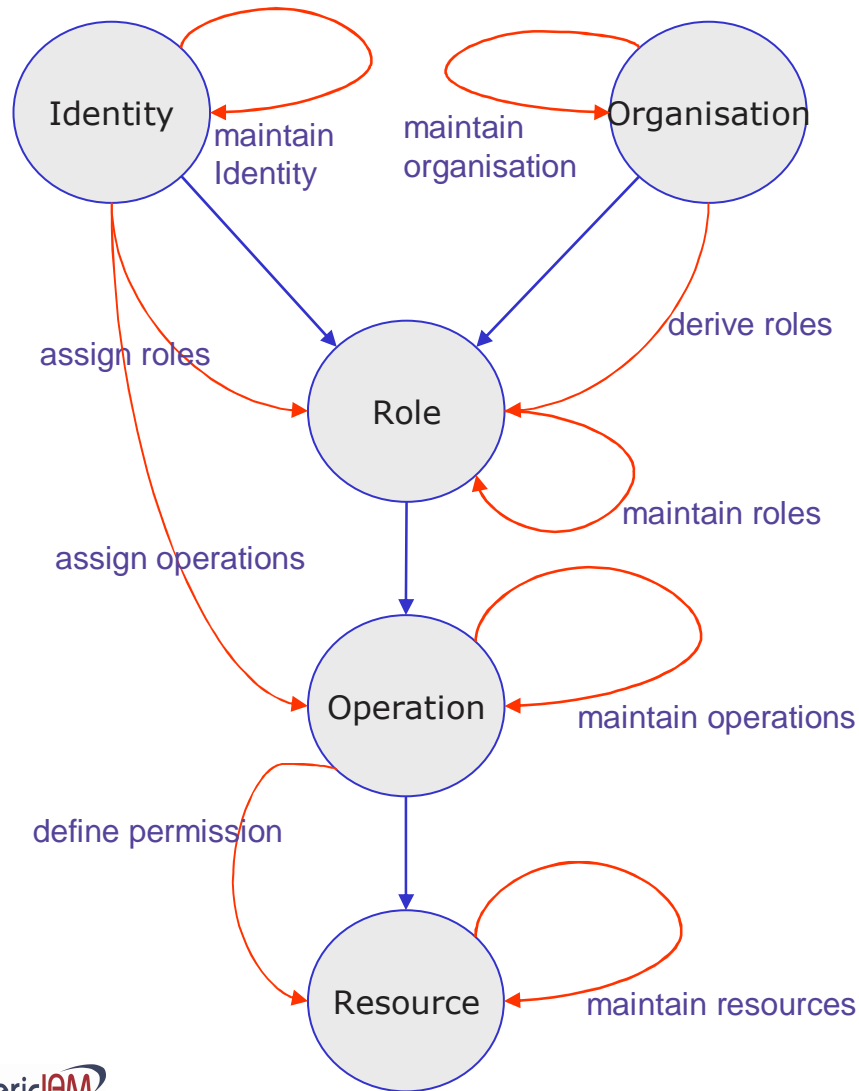 Identity
Organisation
maintain
Identity
maintain
organisation
derive roles
assign roles
Role
maintain roles
assign operations
Operation
maintain operations
define permission
Resource
maintain resources